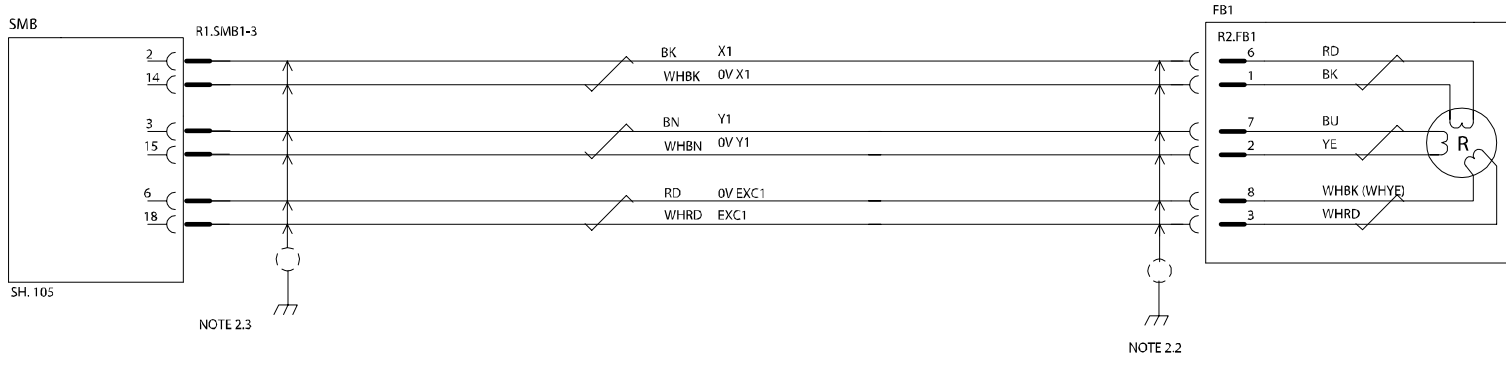 SMB
R1.SMB1-3
FB1
R2.FB1
2 BK X1 6 RD
14 WHBK 0V X1 1 BK
3 BN Y1 7 BU
15 WHBN 0V Y1 2 YE
R
6 RD 0V EXC1 8 WHBK (WHYE)
18 WHRD EXC1 3 WHRD
SH. 105
NOTE 2.3
NOTE 2.2